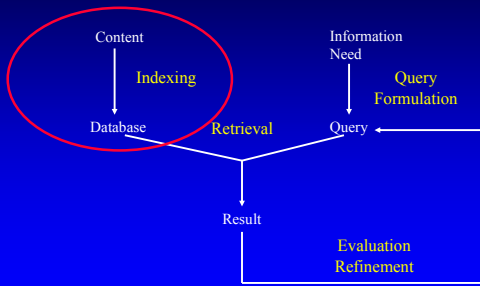 Content
Information
Need
Indexing
Query
Formulation
Database
Retrieval
Query
Result
Evaluation
Refinement